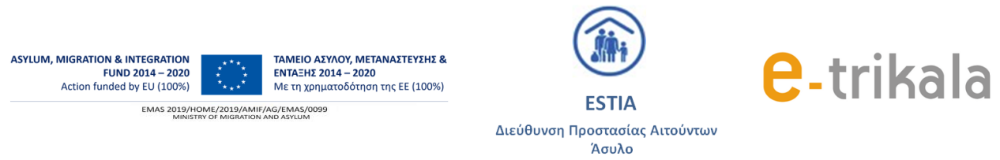 ASYLUM, MIGRATION & INTEGRATION
FUND 2014 – 2020
Action funded by EU (100%)
ΤΑΜΕΙΟ ΑΣΥΛΟΥ, ΜΕΤΑΝΑΣΤΕΥΣΗΣ &
ΕΝΤΑΞΗΣ 2014 – 2020
Με τη χρηματοδότηση της ΕΕ (100%)
EMAS 2019/HOME/2019/AMIF/AG/EMAS/0099
MINISTRY OF MIGRATION AND ASYLUM
ESTIA
Διεύθυνση Προστασίας Αιτούντων
Άσυλο
e-trikala